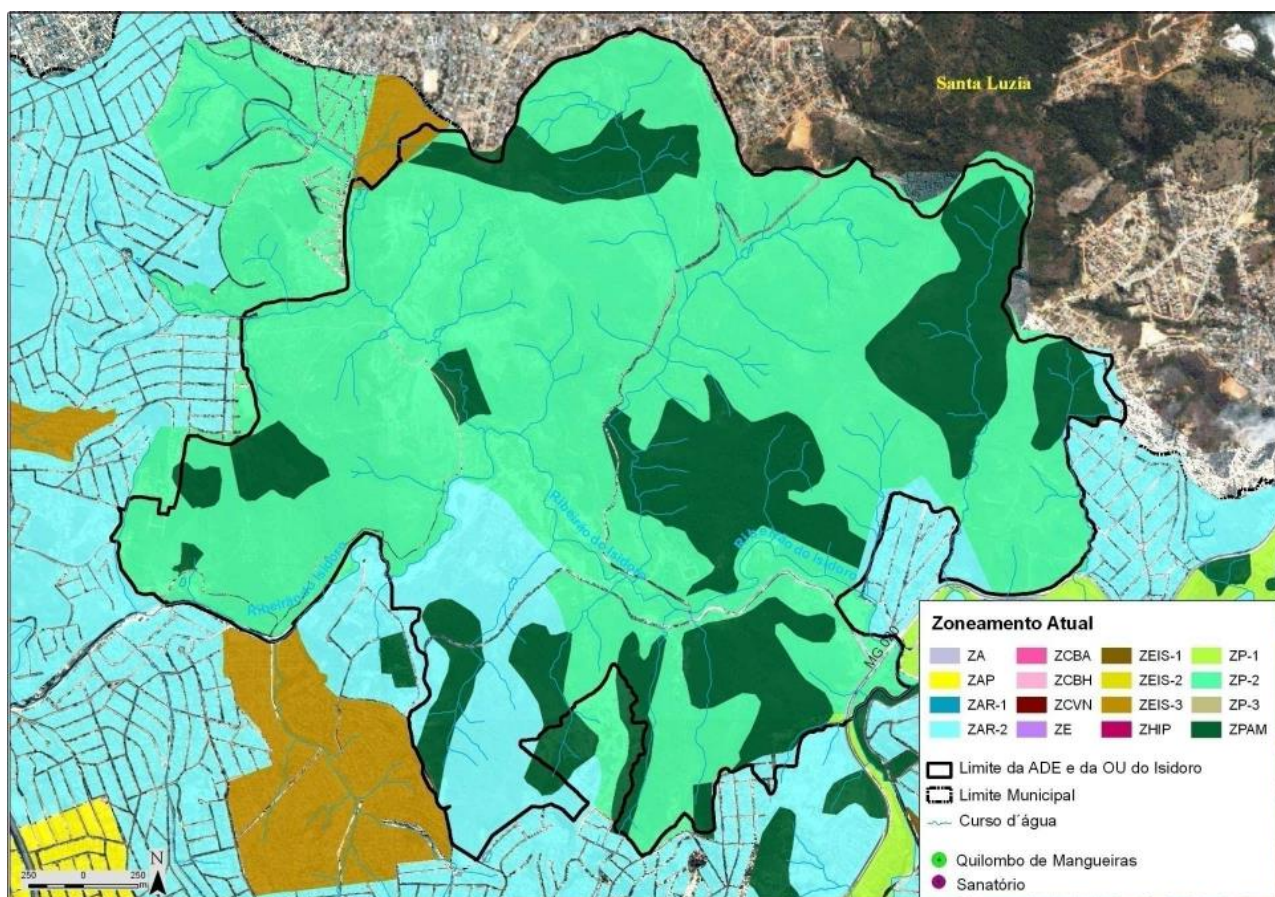 Santa Luzia
Ribeirão do Isidoro
Ribeirão do Isidoro
Ribeirão do Isidoro
Zoneamento Atual
ZA
ZCBA
ZEIS-1
ZP-1
ZAP
ZCBH
ZEIS-2
ZP-2
ZAR-1
ZCVN
ZEIS-3
ZP-3
ZAR-2
ZE
ZHIP
ZPAM
Limite da ADE e da OU do Isidoro
Limite Municipal
Curso d´água
Quilombo de Mangueiras
Sanatório
N
250 0 250
m